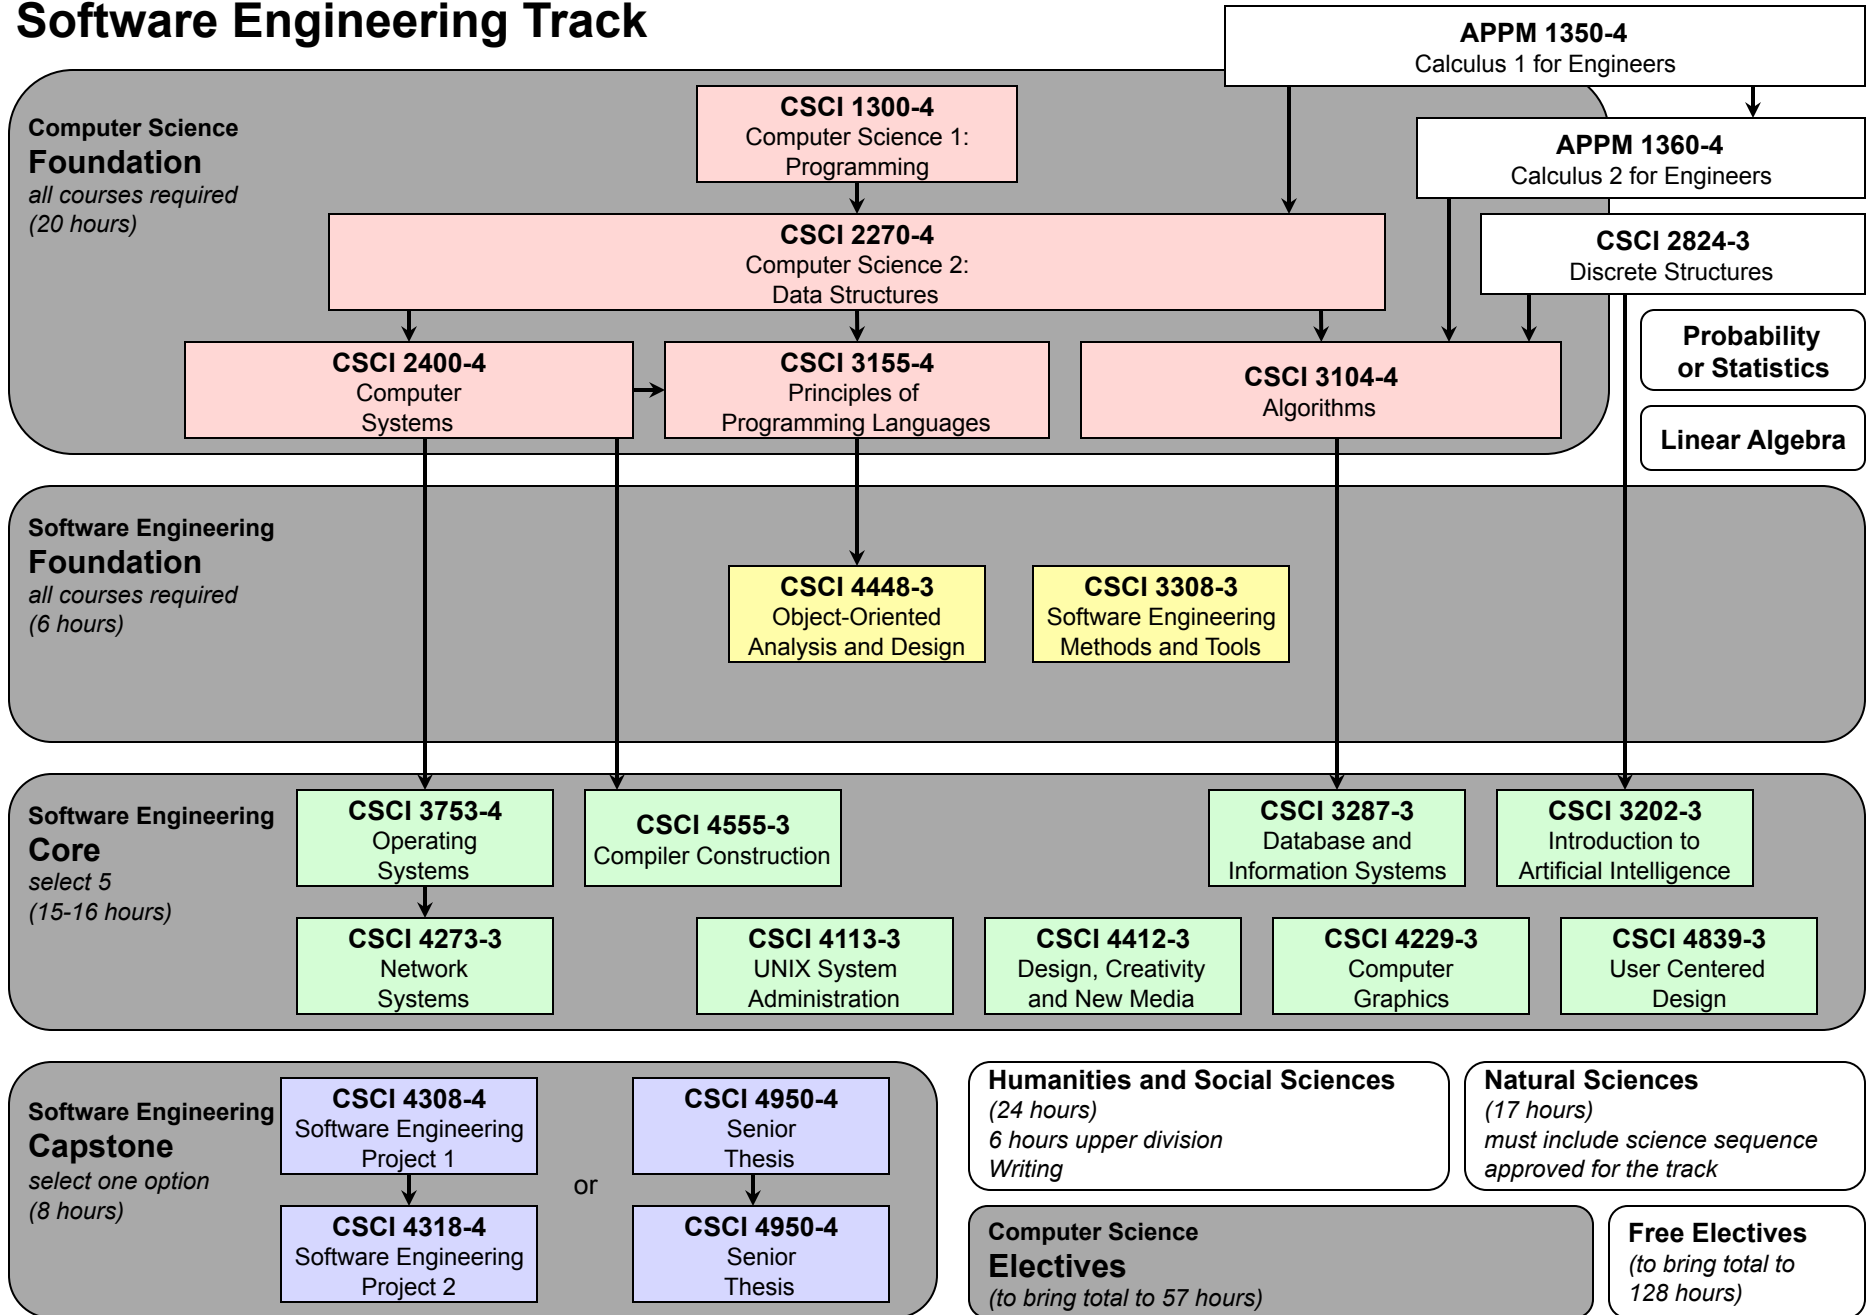 Software Engineering Track
APPM 1350-4
Calculus 1 for Engineers
Computer Science
Foundation
all courses required
(20 hours)
CSCI 1300-4
Computer Science 1:
Programming
APPM 1360-4
Calculus 2 for Engineers
CSCI 2270-4
Computer Science 2:
Data Structures
CSCI 2824-3
Discrete Structures
CSCI 2400-4
Computer
Systems
CSCI 3155-4
Principles of
Programming Languages
CSCI 3104-4
Algorithms
Probability
or Statistics
Linear Algebra
Software Engineering
Foundation
all courses required
(6 hours)
CSCI 4448-3
Object-Oriented
Analysis and Design
CSCI 3308-3
Software Engineering
Methods and Tools
Software Engineering
Core
select 5
(15-16 hours)
CSCI 3753-4
Operating
Systems
CSCI 4555-3
Compiler Construction
CSCI 3287-3
Database and
Information Systems
CSCI 3202-3
Introduction to
Artificial Intelligence
CSCI 4273-3
Network
Systems
CSCI 4113-3
UNIX System
Administration
CSCI 4412-3
Design, Creativity
and New Media
CSCI 4229-3
Computer
Graphics
CSCI 4839-3
User Centered
Design
Software Engineering
Capstone
select one option
(8 hours)
CSCI 4308-4
Software Engineering
Project 1
or
CSCI 4950-4
Senior
Thesis
CSCI 4318-4
Software Engineering
Project 2
CSCI 4950-4
Senior
Thesis
Humanities and Social Sciences
(24 hours)
6 hours upper division
Writing
Natural Sciences
(17 hours)
must include science sequence
approved for the track
Computer Science
Electives
(to bring total to 57 hours)
Free Electives
(to bring total to
128 hours)